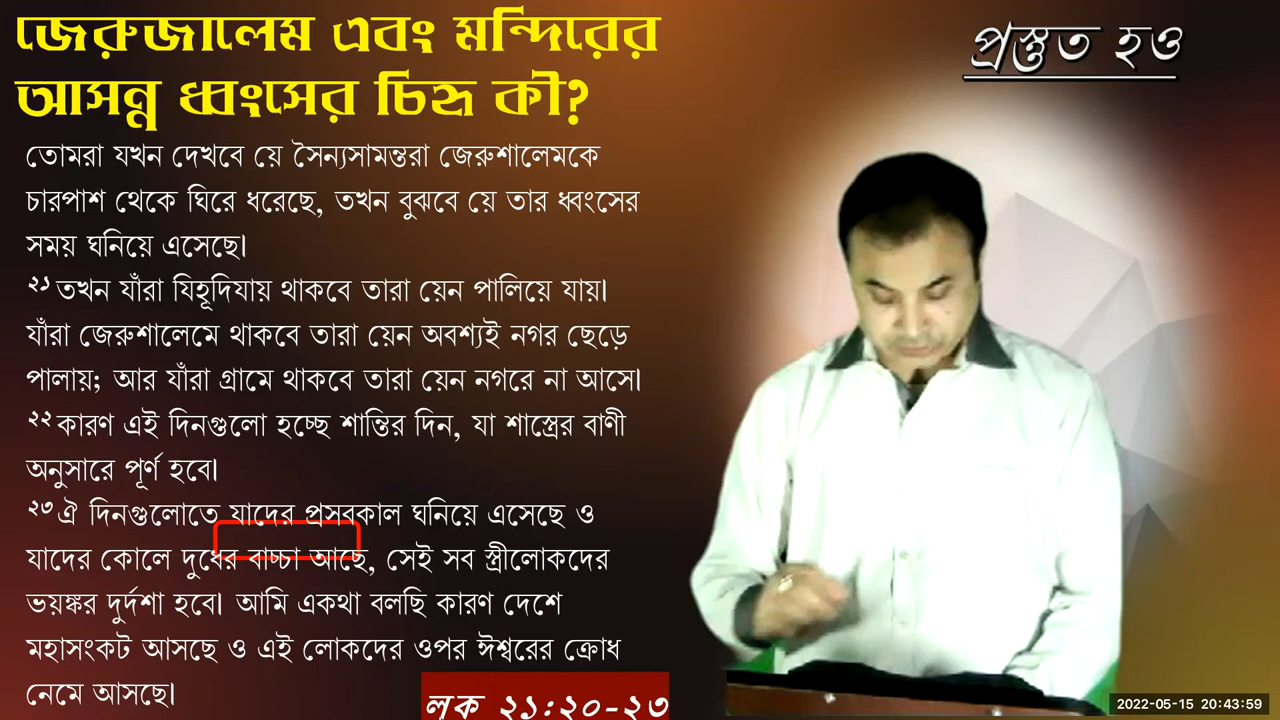 জেরুজালেম এবং মন্দিরের
আসন্ন ধ্বংসের চিহ্ন কী?
প্রস্তুত হও
তোমরা যখন দেখবে য়ে সৈন্যসামন্তরা জেরুশালেমকে
চারপাশ থেকে ঘিরে ধরেছে, তখন বুঝবে য়ে তার ধ্বংসের
সময় ঘনিয়ে এসেছে৷
২১ তখন যাঁরা যিহূদিযায় থাকবে তারা য়েন পালিয়ে যায়৷
যাঁরা জেরুশালেমে থাকবে তারা য়েন অবশ্যই নগর ছেড়ে
পালায়; আর যাঁরা গ্রামে থাকবে তারা য়েন নগরে না আসে৷
২২ কারণ এই দিনগুলো হচ্ছে শাস্তির দিন, যা শাস্ত্রের বাণী
অনুসারে পূর্ণ হবে৷
২৩ ঐ দিনগুলোতে যাদের প্রসবকাল ঘনিয়ে এসেছে ও
যাদের কোলে দুধের বাচ্চা আছে, সেই সব স্ত্রীলোকদের
ভয়ঙ্কর দুর্দশা হবে৷ আমি একথা বলছি কারণ দেশে
মহাসংকট আসছে ও এই লোকদের ওপর ঈশ্বরের ক্রোধ
নেমে আসছে৷
লুক ২১:২০-২৩
2022-05-15 20:43:59